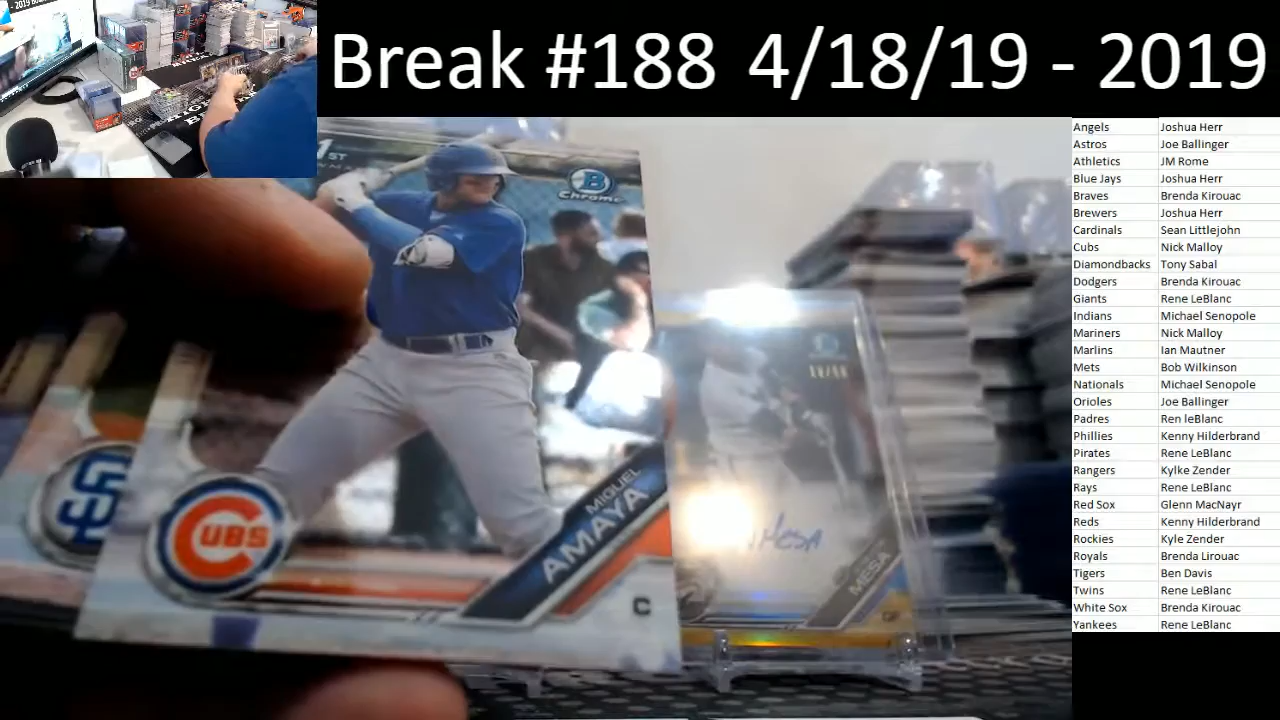 Break #188 4/18/19 - 2019
Angels Joshua Herr
Astros Joe Ballinger
Athletics JM Rome
Blue Jays Joshua Herr
Braves Brenda Kirouac
Brewers Joshua Herr
Cardinals Sean Littlejohn
Cubs Nick Malloy
Diamondbacks Tony Sabal
Dodgers Brenda Kirouac
Giants Rene LeBlanc
Indians Michael Senopole
Mariners Nick Malloy
Marlins Ian Mautner
Mets Bob Wilkinson
Nationals Michael Senopole
Orioles Joe Ballinger
Padres Ren leBlanc
Phillies Kenny Hilderbrand
Pirates Rene LeBlanc
Rangers Kylke Zender
Rays Rene LeBlanc
Red Sox Glenn MacNayr
Reds Kenny Hilderbrand
Rockies Kyle Zender
Royals Brenda Lirouac
Tigers Ben Davis
Twins Rene LeBlanc
White Sox Brenda Kirouac
Yankees Rene LeBlanc
1ST
B
Chrome
SD
CUBS
MIGUEL
AMAYA
C
Mesa
MESA